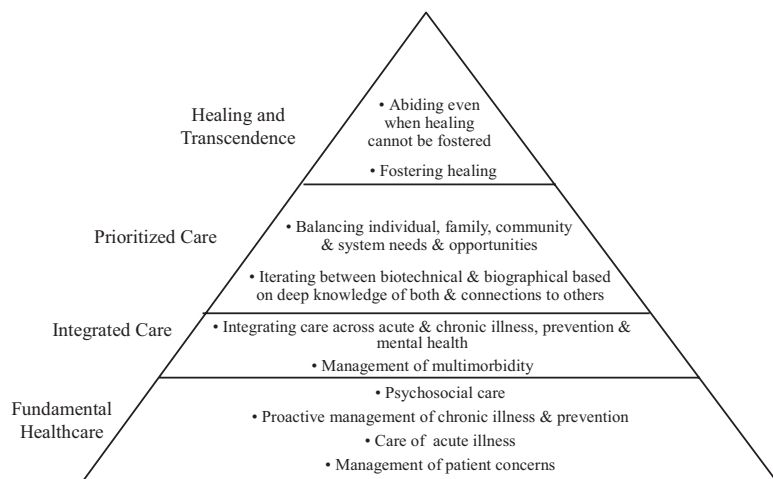 Healing and
Transcendence
• Abiding even
when healing
cannot be fostered
• Fostering healing
Prioritized Care
• Balancing individual, family, community
& system needs & opportunities
• Iterating between biotechnical & biographical based
on deep knowledge of both & connections to others
Integrated Care
• Integrating care across acute & chronic illness, prevention &
mental health
• Management of multimorbidity
Fundamental
Healthcare
• Psychosocial care
• Proactive management of chronic illness & prevention
• Care of acute illness
• Management of patient concerns